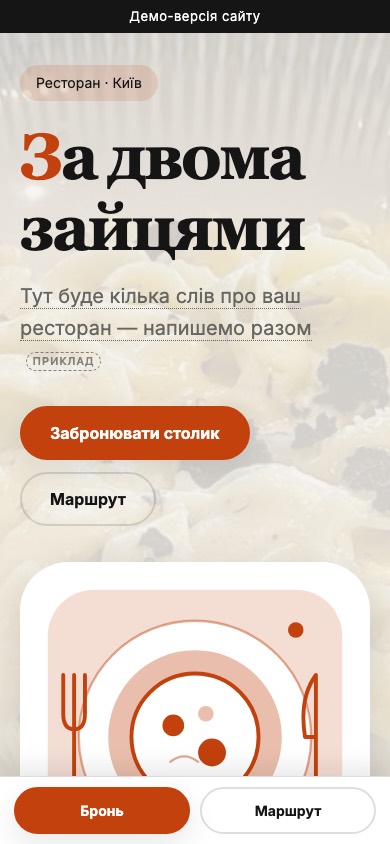 Демо-версія сайту
Ресторан · Київ
За двома
зайцями
Тут буде кілька слів про ваш
ресторан — напишемо разом
ПРИКЛАД
Забронювати столик
Маршрут
Бронь
Маршрут